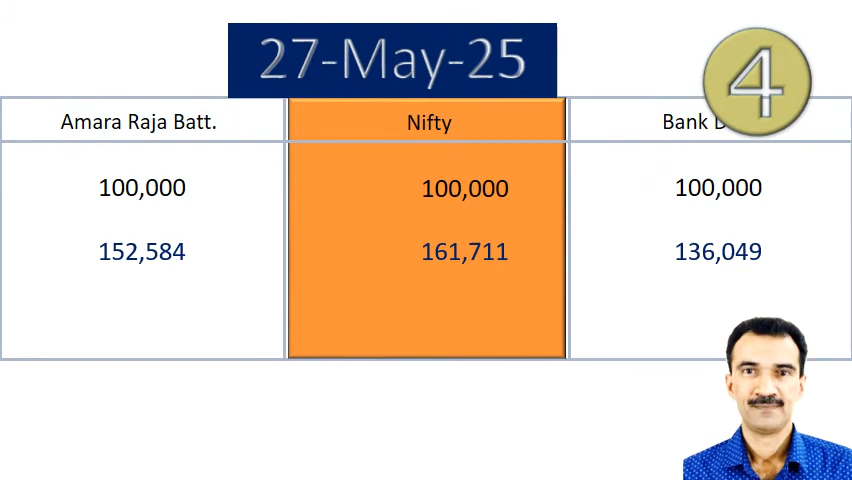 27-May-25
4
Amara Raja Batt. Nifty Bank
100,000 100,000 100,000
152,584 161,711 136,049